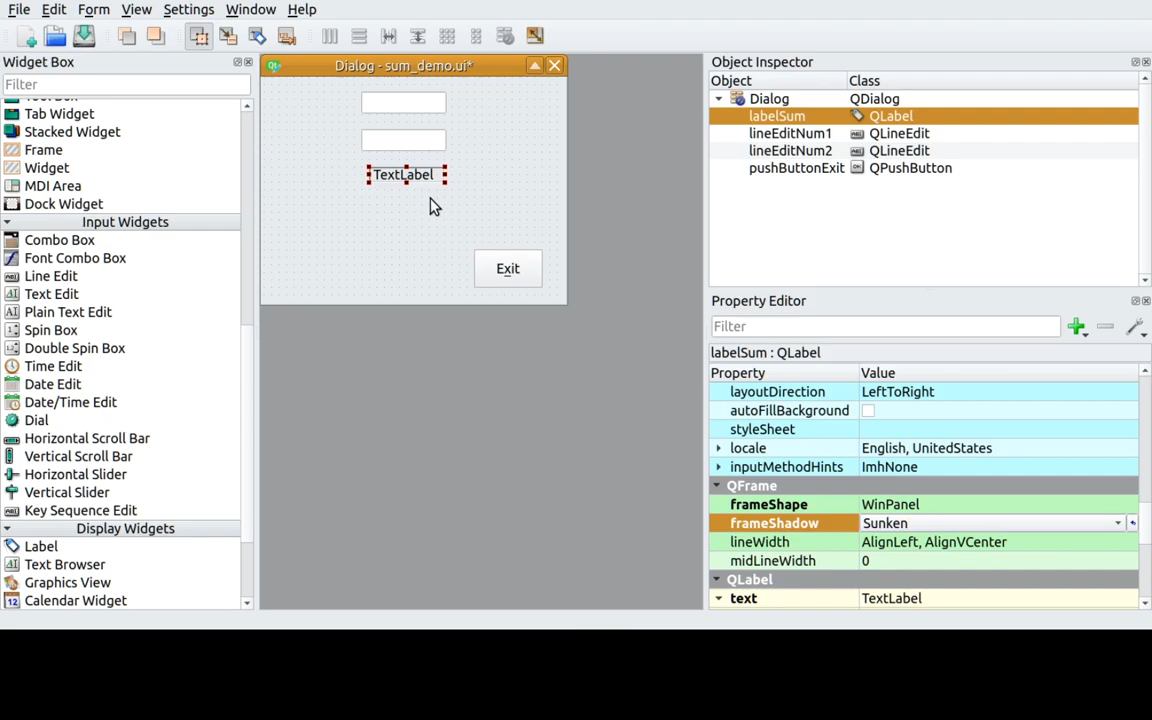 File Edit Form View Settings Window Help
Widget Box
Filter
Tool Box
Tab Widget
Stacked Widget
Frame
Widget
MDI Area
Dock Widget
Input Widgets
Combo Box
Font Combo Box
Line Edit
Text Edit
Plain Text Edit
Spin Box
Double Spin Box
Time Edit
Date Edit
Date/Time Edit
Dial
Horizontal Scroll Bar
Vertical Scroll Bar
Horizontal Slider
Vertical Slider
Key Sequence Edit
Display Widgets
Label
Text Browser
Graphics View
Calendar Widget
Dialog - sum_demo.ui*
TextLabel
Exit
Object Inspector
Object Class
Dialog QDialog
labelSum QLabel
lineEditNum1 QLineEdit
lineEditNum2 QLineEdit
pushButtonExit QPushButton
Property Editor
Filter
labelSum : QLabel
Property Value
layoutDirection LeftToRight
autoFillBackground
styleSheet
locale English, UnitedStates
inputMethodHints ImhNone
QFrame
frameShape WinPanel
frameShadow Sunken
lineWidth AlignLeft, AlignVCenter
midLineWidth 0
QLabel
text TextLabel